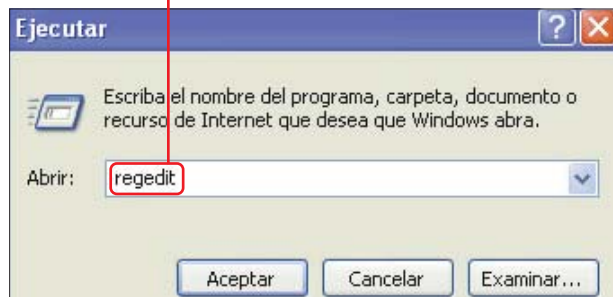 Ejecutar
Escriba el nombre del programa, carpeta, documento o
recurso de Internet que desea que Windows abra.
Abrir: regedit
Aceptar Cancelar Examinar...